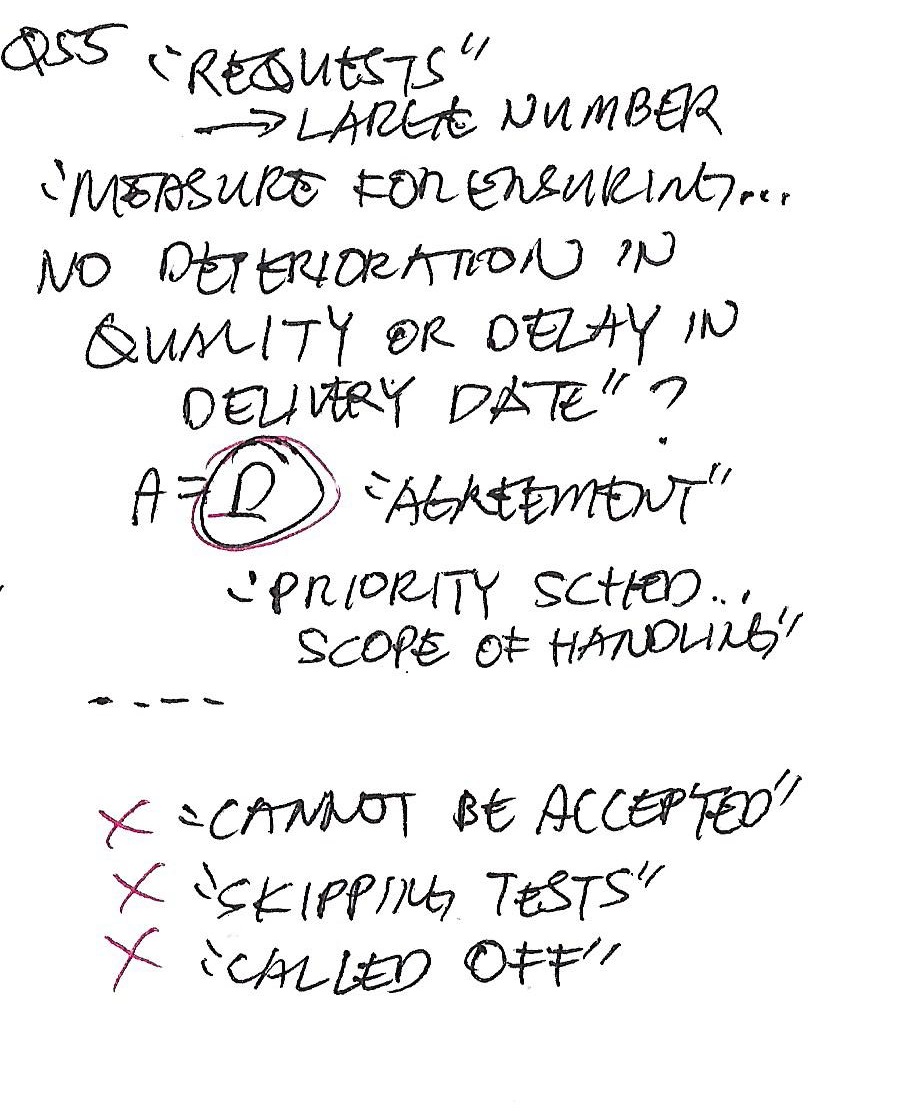 Q55 "REQUESTS"
→ LARGE NUMBER
"MEASURE FOR ENSURING...
NO DETERIORATION IN
QUALITY OR DELAY IN
DELIVERY DATE"?
A = D "AGREEMENT"
"PRIORITY SCHED...
SCOPE OF HANDLING"
----
X "CANNOT BE ACCEPTED"
X "SKIPPING TESTS"
X "CALLED OFF"